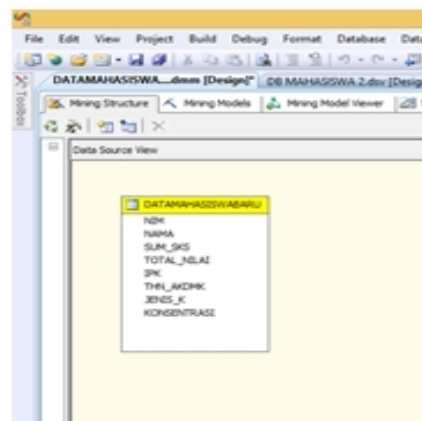 File Edit View Project Build Debug Format Database Data
DATAMAHASISWA....dmm [Design]* DB MAHASISWA 2.dsv [Design
Mining Structure Mining Models Mining Model Viewer
Toolbox
Data Source View
DATAMAHASISWABARU
NIM
NAMA
SUM_SKS
TOTAL_NILAI
IPK
THN_AKDMK
JENIS_K
KONSENTRASI